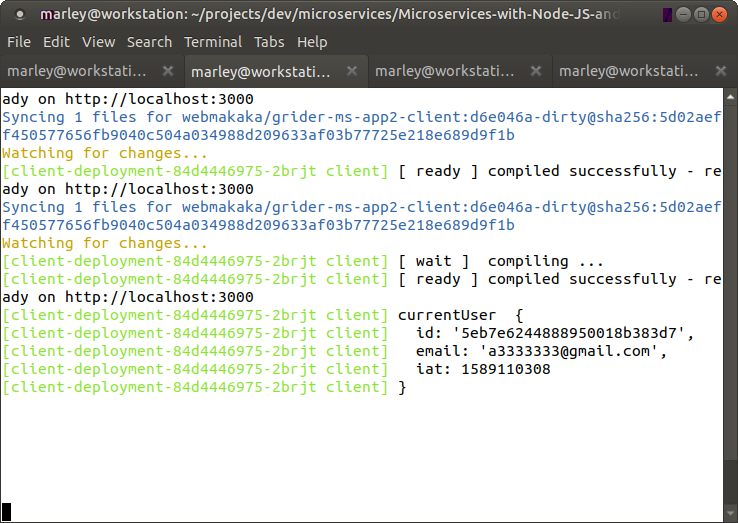 marley@workstation: ~/projects/dev/microservices/Microservices-with-Node-JS-and
File Edit View Search Terminal Tabs Help
marley@workstati... marley@workstati... marley@workstati... marley@workstati...
ady on http://localhost:3000
Syncing 1 files for webmakaka/grider-ms-app2-client:d6e046a-dirty@sha256:5d02aef
f450577656fb9040c504a034988d209633af03b77725e218e689d9f1b
Watching for changes...
[client-deployment-84d4446975-2brjt client] [ ready ] compiled successfully - re
ady on http://localhost:3000
Syncing 1 files for webmakaka/grider-ms-app2-client:d6e046a-dirty@sha256:5d02aef
f450577656fb9040c504a034988d209633af03b77725e218e689d9f1b
Watching for changes...
[client-deployment-84d4446975-2brjt client] [ wait ]  compiling ...
[client-deployment-84d4446975-2brjt client] [ ready ] compiled successfully - re
ady on http://localhost:3000
[client-deployment-84d4446975-2brjt client] currentUser  {
[client-deployment-84d4446975-2brjt client]   id: '5eb7e6244888950018b383d7',
[client-deployment-84d4446975-2brjt client]   email: 'a3333333@gmail.com',
[client-deployment-84d4446975-2brjt client]   iat: 1589110308
[client-deployment-84d4446975-2brjt client] }